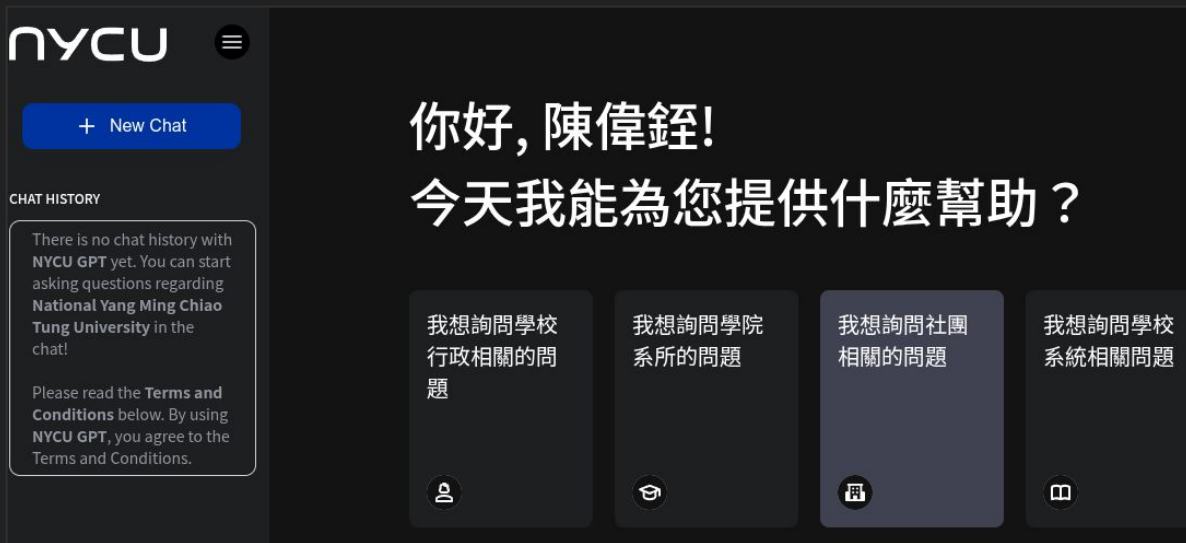 NYCU
+ New Chat
CHAT HISTORY
There is no chat history with
NYCU GPT yet. You can start
asking questions regarding
National Yang Ming Chiao
Tung University in the
chat!
Please read the Terms and
Conditions below. By using
NYCU GPT, you agree to the
Terms and Conditions.
你好, 陳偉銍!
今天我能為您提供什麼幫助？
我想詢問學校
行政相關的問
題
我想詢問學院
系所的問題
我想詢問社團
相關的問題
我想詢問學校
系統相關問題